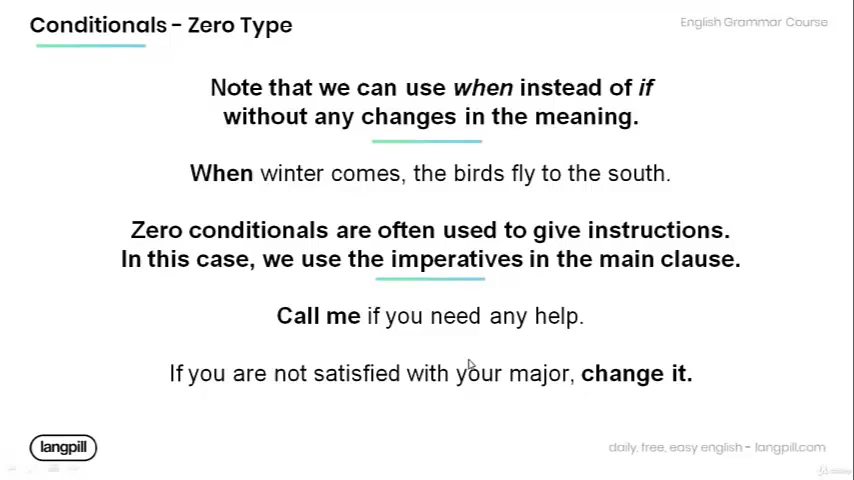 Conditionals - Zero Type
English Grammar Course
Note that we can use when instead of if
without any changes in the meaning.
When winter comes, the birds fly to the south.
Zero conditionals are often used to give instructions.
In this case, we use the imperatives in the main clause.
Call me if you need any help.
If you are not satisfied with your major, change it.
langpill
daily, free, easy english - langpill.com